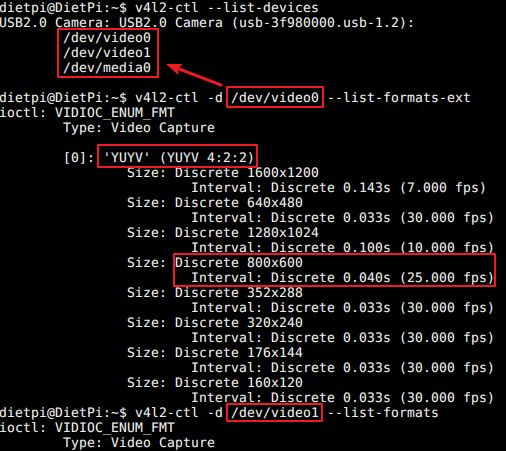 dietpi@DietPi:~$ v4l2-ctl --list-devices
USB2.0 Camera: USB2.0 Camera (usb-3f980000.usb-1.2):
/dev/video0
/dev/video1
/dev/media0
dietpi@DietPi:~$ v4l2-ctl -d /dev/video0 --list-formats-ext
ioctl: VIDIOC_ENUM_FMT
Type: Video Capture
[0]: 'YUYV' (YUYV 4:2:2)
Size: Discrete 1600x1200
Interval: Discrete 0.143s (7.000 fps)
Size: Discrete 640x480
Interval: Discrete 0.033s (30.000 fps)
Size: Discrete 1280x1024
Interval: Discrete 0.100s (10.000 fps)
Size: Discrete 800x600
Interval: Discrete 0.040s (25.000 fps)
Size: Discrete 352x288
Interval: Discrete 0.033s (30.000 fps)
Size: Discrete 320x240
Interval: Discrete 0.033s (30.000 fps)
Size: Discrete 176x144
Interval: Discrete 0.033s (30.000 fps)
Size: Discrete 160x120
Interval: Discrete 0.033s (30.000 fps)
dietpi@DietPi:~$ v4l2-ctl -d /dev/video1 --list-formats
ioctl: VIDIOC_ENUM_FMT
Type: Video Capture